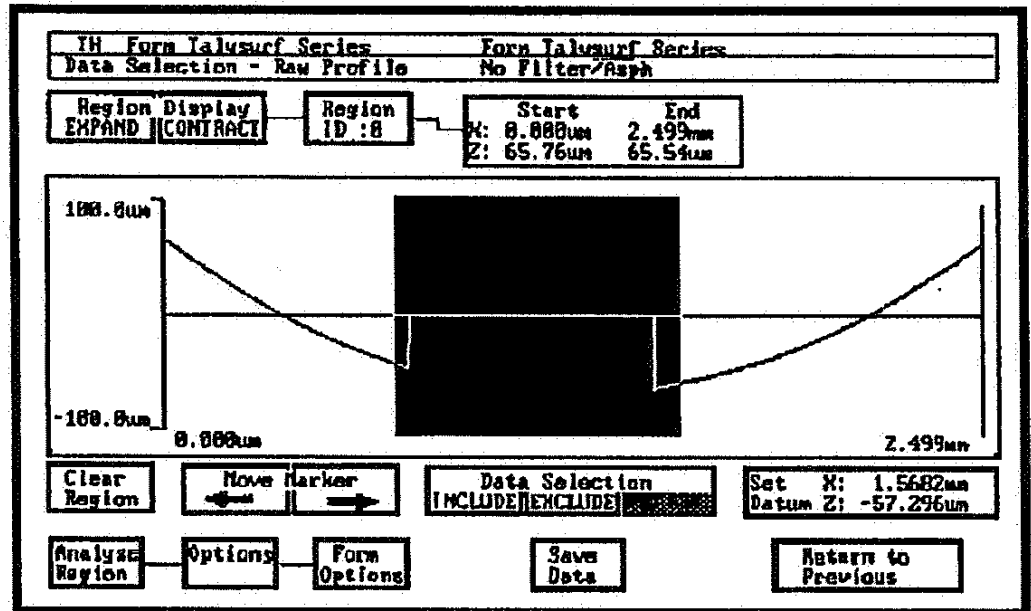 TH Form Talysurf Series Form Talysurf Series
Data Selection - Raw Profile No Filter/Asph
Region Display
EXPAND CONTRACT
Region
ID :0
Start End
X: 0.000um 2.499mm
Z: 65.76um 65.54um
100.0um
-100.0um
0.000um 2.499mm
Clear
Region
Move Marker
Data Selection
INCLUDE EXCLUDE
Set X: 1.5682mm
Datum Z: -57.296um
Analyse
Region
Options
Form
Options
Save
Data
Return to
Previous